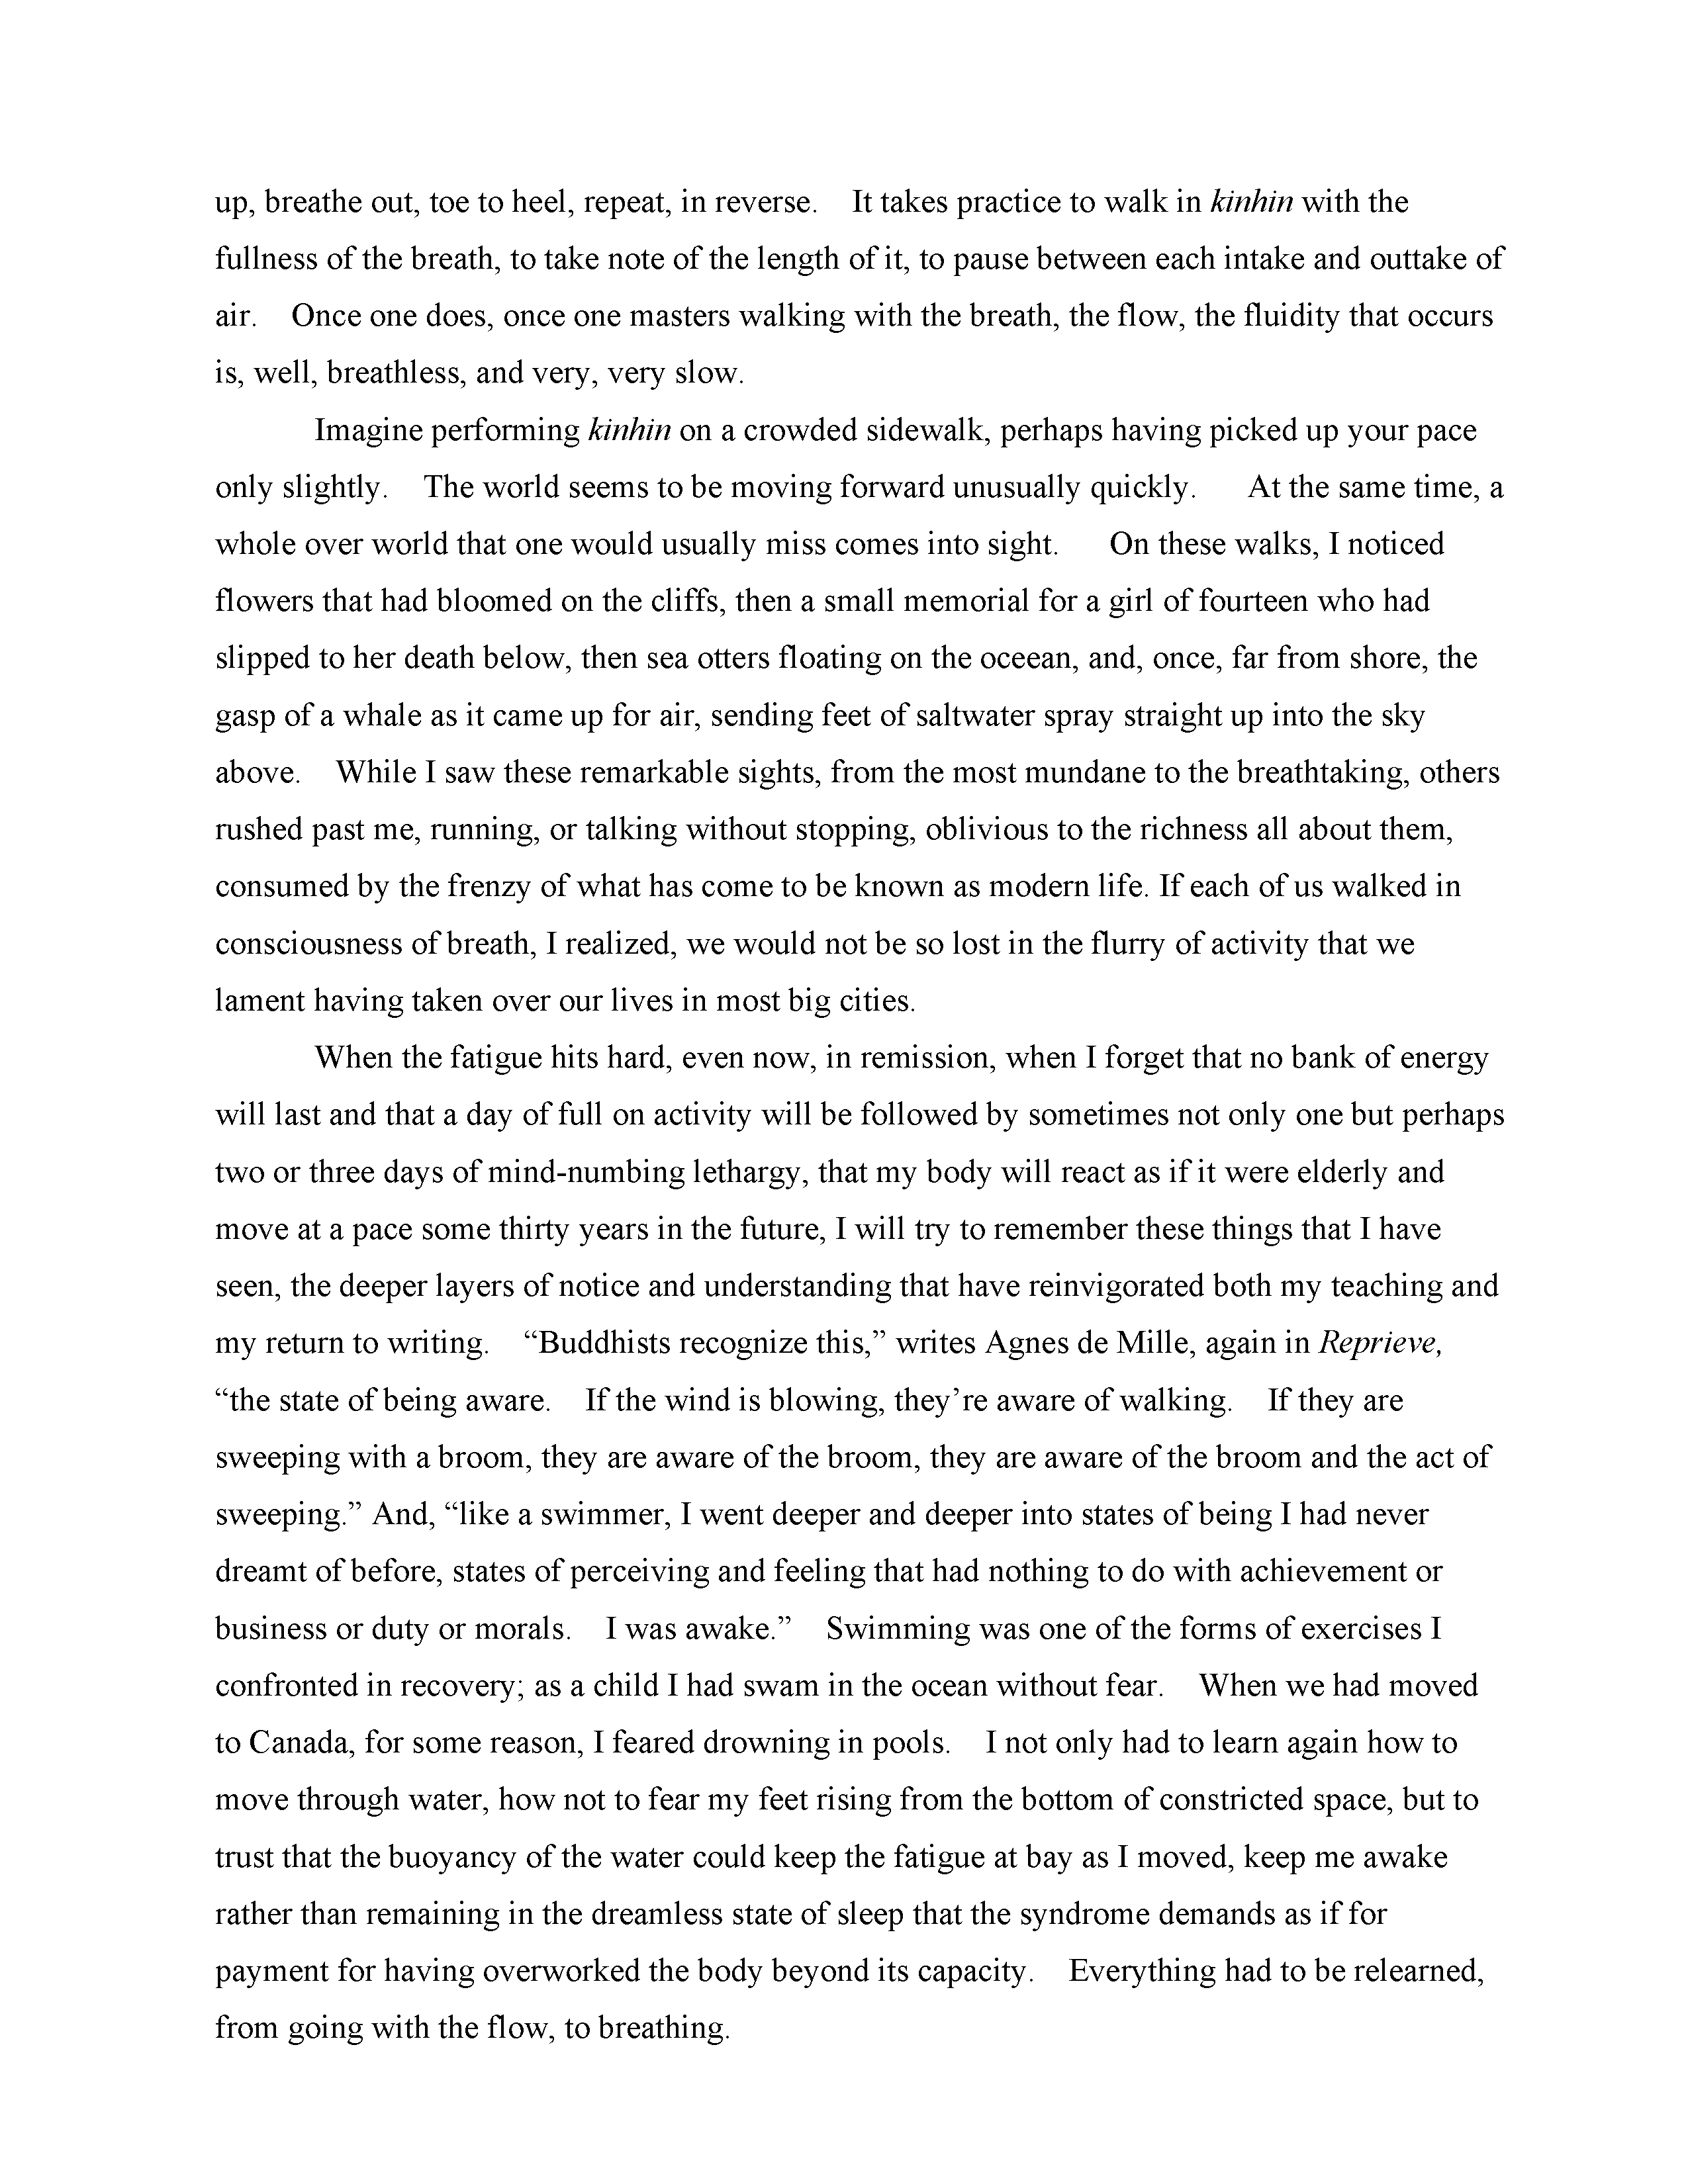 up, breathe out, toe to heel, repeat, in reverse. It takes practice to walk in kinhin with the
fullness of the breath, to take note of the length of it, to pause between each intake and outtake of
air. Once one does, once one masters walking with the breath, the flow, the fluidity that occurs
is, well, breathless, and very, very slow.
Imagine performing kinhin on a crowded sidewalk, perhaps having picked up your pace
only slightly. The world seems to be moving forward unusually quickly. At the same time, a
whole over world that one would usually miss comes into sight. On these walks, I noticed
flowers that had bloomed on the cliffs, then a small memorial for a girl of fourteen who had
slipped to her death below, then sea otters floating on the oceean, and, once, far from shore, the
gasp of a whale as it came up for air, sending feet of saltwater spray straight up into the sky
above. While I saw these remarkable sights, from the most mundane to the breathtaking, others
rushed past me, running, or talking without stopping, oblivious to the richness all about them,
consumed by the frenzy of what has come to be known as modern life. If each of us walked in
consciousness of breath, I realized, we would not be so lost in the flurry of activity that we
lament having taken over our lives in most big cities.
When the fatigue hits hard, even now, in remission, when I forget that no bank of energy
will last and that a day of full on activity will be followed by sometimes not only one but perhaps
two or three days of mind-numbing lethargy, that my body will react as if it were elderly and
move at a pace some thirty years in the future, I will try to remember these things that I have
seen, the deeper layers of notice and understanding that have reinvigorated both my teaching and
my return to writing. “Buddhists recognize this,” writes Agnes de Mille, again in Reprieve,
“the state of being aware. If the wind is blowing, they’re aware of walking. If they are
sweeping with a broom, they are aware of the broom, they are aware of the broom and the act of
sweeping.” And, “like a swimmer, I went deeper and deeper into states of being I had never
dreamt of before, states of perceiving and feeling that had nothing to do with achievement or
business or duty or morals. I was awake.” Swimming was one of the forms of exercises I
confronted in recovery; as a child I had swam in the ocean without fear. When we had moved
to Canada, for some reason, I feared drowning in pools. I not only had to learn again how to
move through water, how not to fear my feet rising from the bottom of constricted space, but to
trust that the buoyancy of the water could keep the fatigue at bay as I moved, keep me awake
rather than remaining in the dreamless state of sleep that the syndrome demands as if for
payment for having overworked the body beyond its capacity. Everything had to be relearned,
from going with the flow, to breathing.